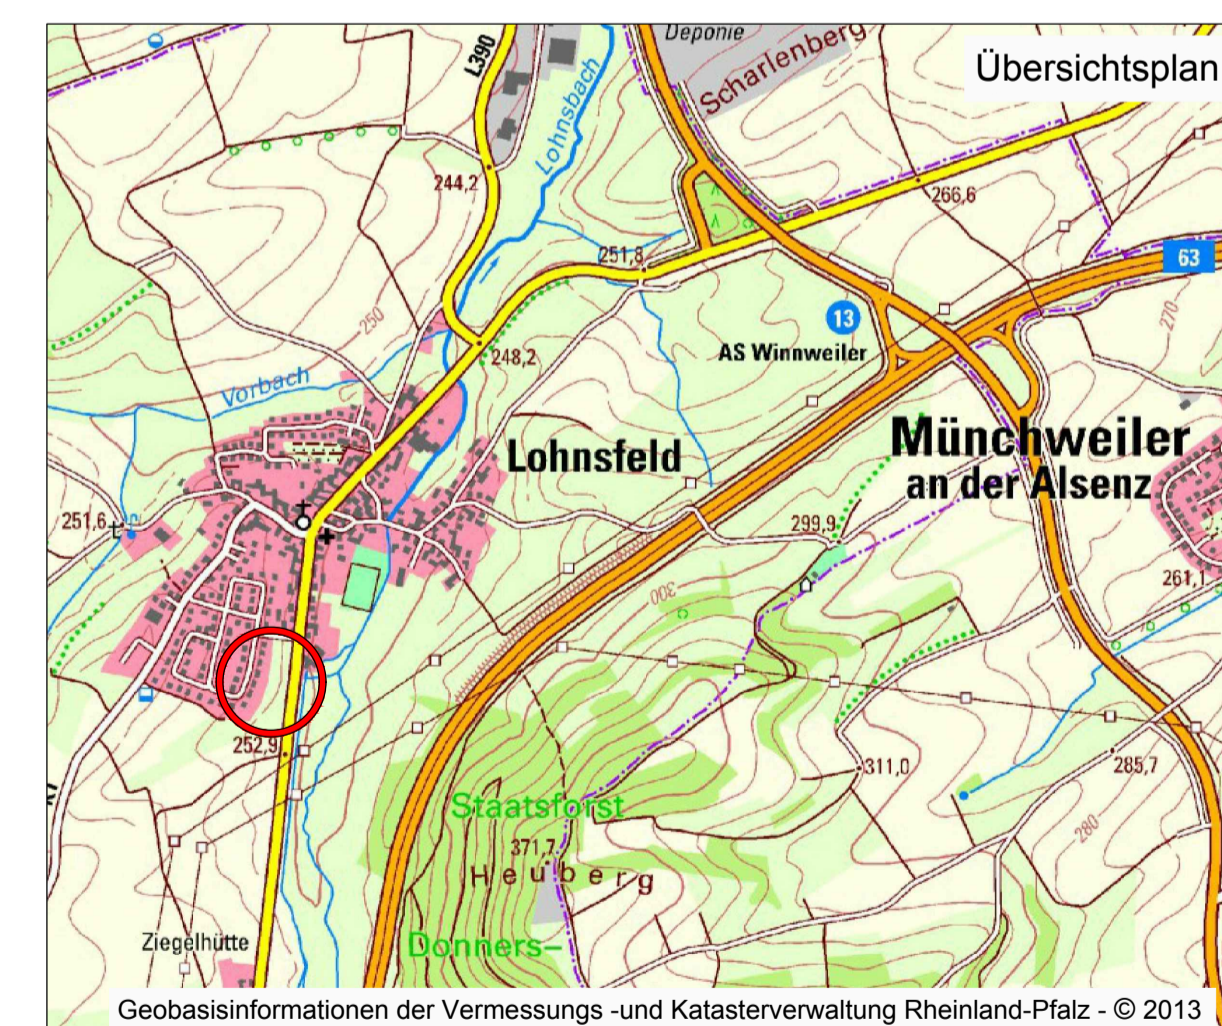 Deponie
Scharlenberg
Übersichtsplan
L390
Lohnsbach
244,2
266,6
251,8
63
250
13
270
248,2
AS Winnweiler
Vorbach
Münchweiler
an der Alsenz
Lohnsfeld
251,6
299,9
261,1
300
252,9
311,0
285,7
Staatsforst
280
371,7
Heuberg
Ziegelhütte
Donners-
Geobasisinformationen der Vermessungs -und Katasterverwaltung Rheinland-Pfalz - © 2013